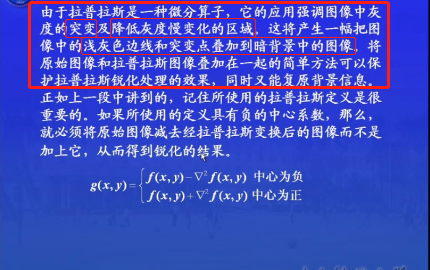 由于拉普拉斯是一种微分算子，它的应用强调图像中灰
度的突变及降低灰度慢变化的区域，这将产生一幅把图
像中的浅灰色边线和突变点叠加到暗背景中的图像，将
原始图像和拉普拉斯图像叠加在一起的简单方法可以保
护拉普拉斯锐化处理的效果，同时又能复原背景信息。
正如上一段中讲到的，记住所使用的拉普拉斯定义是很
重要的。如果所使用的定义具有负的中心系数，那么，
就必须将原始图像减去经拉普拉斯变换后的图像而不是
加上它，从而得到锐化的结果。
g(x, y) = { f(x, y) − ∇² f(x, y) 中心为负
f(x, y) + ∇² f(x, y) 中心为正